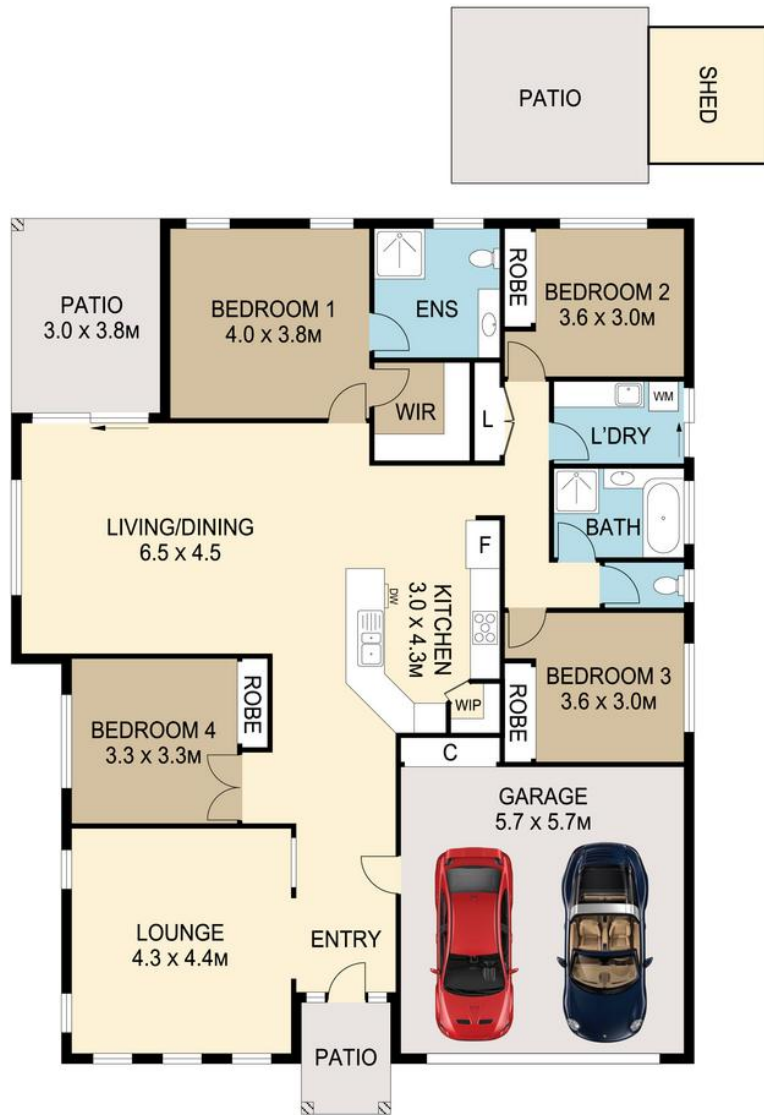 PATIO
SHED
PATIO
3.0 X 3.8M
BEDROOM 1
4.0 X 3.8M
ENS
ROBE
BEDROOM 2
3.6 X 3.0M
WIR
L
WM
L'DRY
LIVING/DINING
6.5 X 4.5
F
BATH
DW
KITCHEN
3.0 X 4.3M
BEDROOM 4
3.3 X 3.3M
ROBE
WIP
ROBE
BEDROOM 3
3.6 X 3.0M
C
GARAGE
5.7 X 5.7M
LOUNGE
4.3 X 4.4M
ENTRY
PATIO